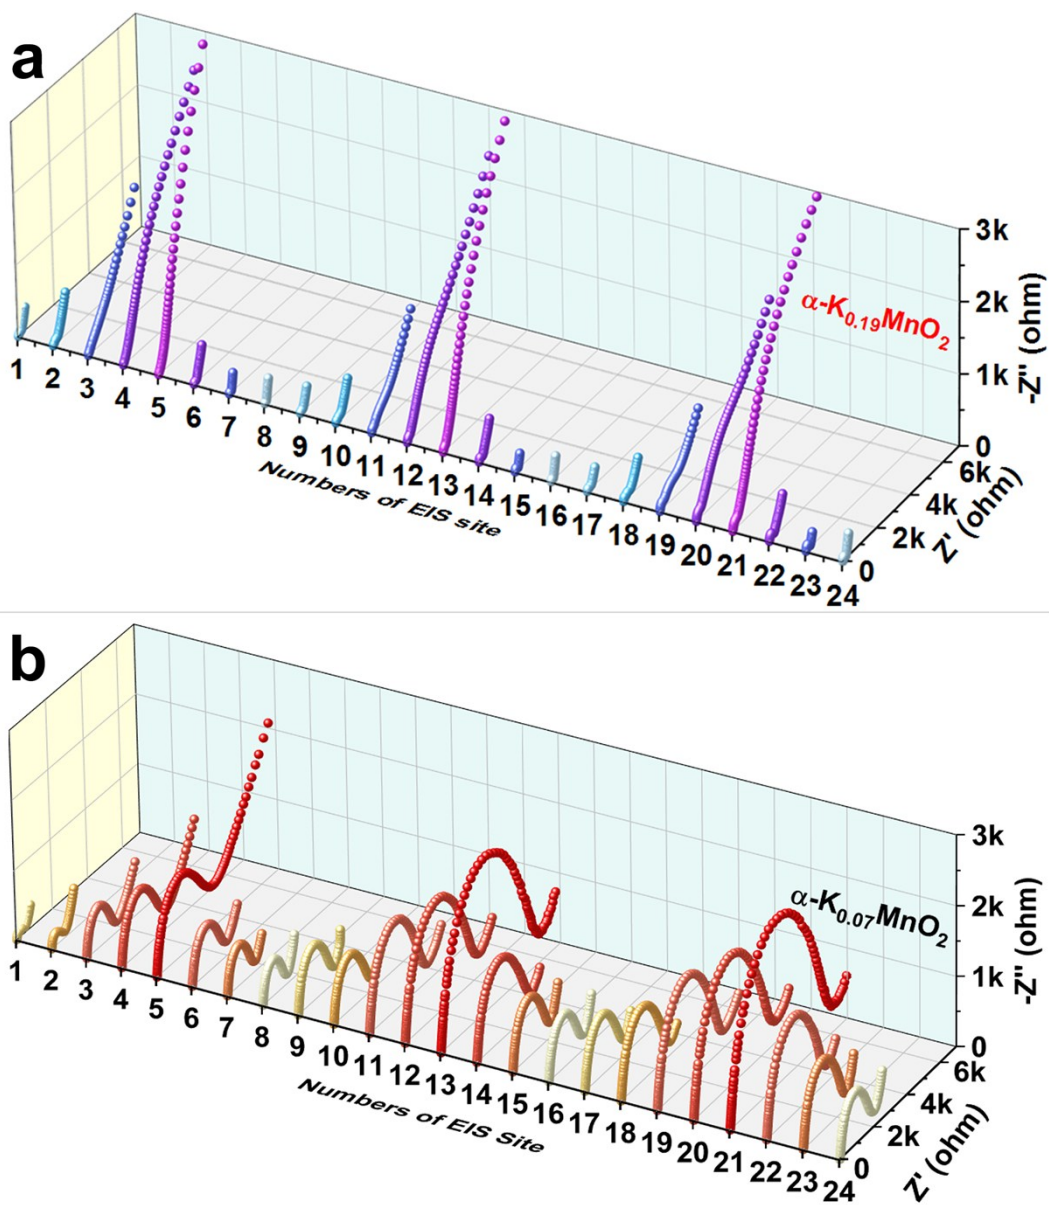 a
3k
2k
1k
0
-Z'' (ohm)
α-K0.19MnO2
6k
4k
2k
0
Z' (ohm)
1 2 3 4 5 6 7 8 9 10 11 12 13 14 15 16 17 18 19 20 21 22 23 24
Numbers of EIS site
b
3k
2k
1k
0
-Z'' (ohm)
α-K0.07MnO2
6k
4k
2k
0
Z' (ohm)
1 2 3 4 5 6 7 8 9 10 11 12 13 14 15 16 17 18 19 20 21 22 23 24
Numbers of EIS Site